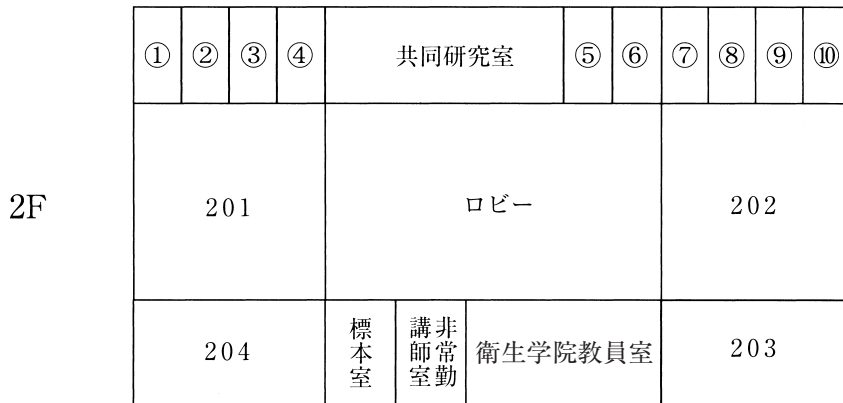 ① ② ③ ④ 共同研究室 ⑤ ⑥ ⑦ ⑧ ⑨ ⑩
2F
201 ロビー 202
204 標本室 非常勤講師室 衛生学院教員室 203